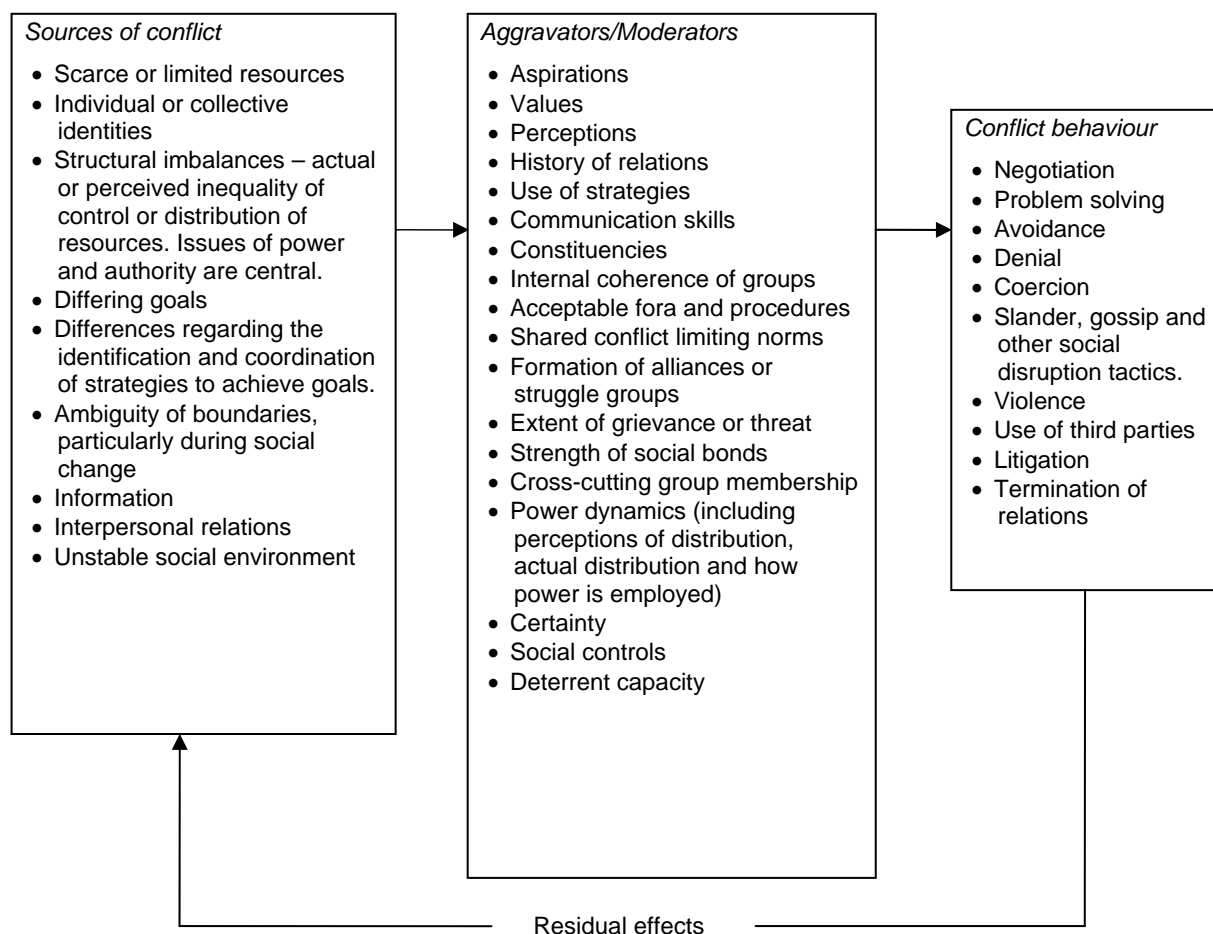 Sources of conflict
• Scarce or limited resources
• Individual or collective
identities
• Structural imbalances – actual
or perceived inequality of
control or distribution of
resources. Issues of power
and authority are central.
• Differing goals
• Differences regarding the
identification and coordination
of strategies to achieve goals.
• Ambiguity of boundaries,
particularly during social
change
• Information
• Interpersonal relations
• Unstable social environment
Aggravators/Moderators
• Aspirations
• Values
• Perceptions
• History of relations
• Use of strategies
• Communication skills
• Constituencies
• Internal coherence of groups
• Acceptable fora and procedures
• Shared conflict limiting norms
• Formation of alliances or
struggle groups
• Extent of grievance or threat
• Strength of social bonds
• Cross-cutting group membership
• Power dynamics (including
perceptions of distribution,
actual distribution and how
power is employed)
• Certainty
• Social controls
• Deterrent capacity
Conflict behaviour
• Negotiation
• Problem solving
• Avoidance
• Denial
• Coercion
• Slander, gossip and
other social
disruption tactics.
• Violence
• Use of third parties
• Litigation
• Termination of
relations
Residual effects